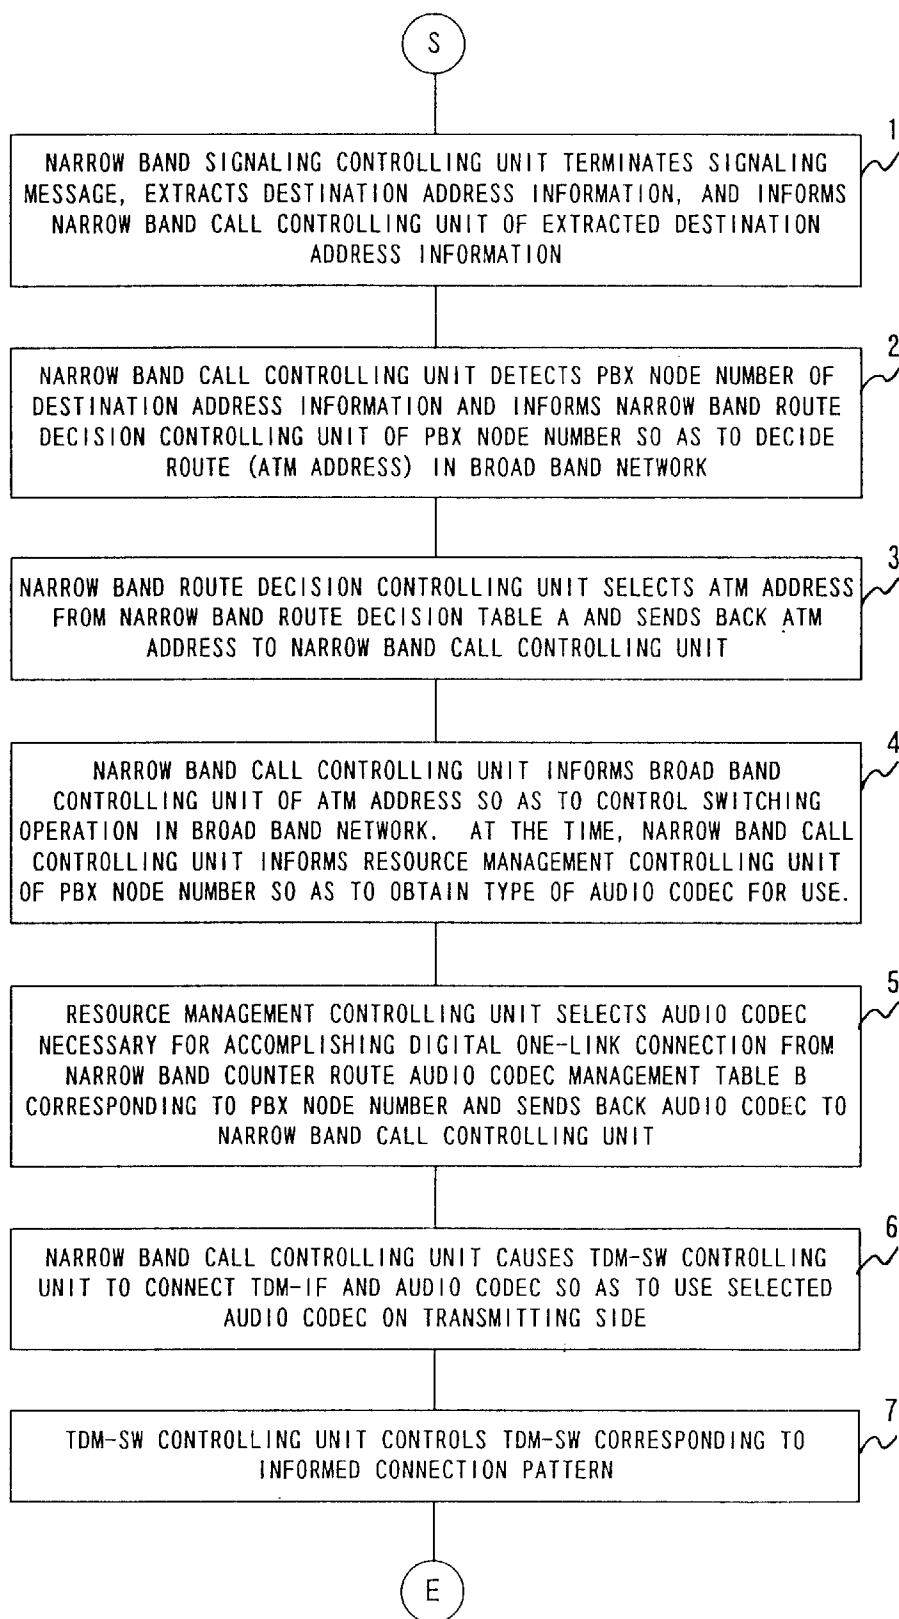 S
1
NARROW BAND SIGNALING CONTROLLING UNIT TERMINATES SIGNALING
MESSAGE, EXTRACTS DESTINATION ADDRESS INFORMATION, AND INFORMS
NARROW BAND CALL CONTROLLING UNIT OF EXTRACTED DESTINATION
ADDRESS INFORMATION
2
NARROW BAND CALL CONTROLLING UNIT DETECTS PBX NODE NUMBER OF
DESTINATION ADDRESS INFORMATION AND INFORMS NARROW BAND ROUTE
DECISION CONTROLLING UNIT OF PBX NODE NUMBER SO AS TO DECIDE
ROUTE (ATM ADDRESS) IN BROAD BAND NETWORK
3
NARROW BAND ROUTE DECISION CONTROLLING UNIT SELECTS ATM ADDRESS
FROM NARROW BAND ROUTE DECISION TABLE A AND SENDS BACK ATM
ADDRESS TO NARROW BAND CALL CONTROLLING UNIT
4
NARROW BAND CALL CONTROLLING UNIT INFORMS BROAD BAND
CONTROLLING UNIT OF ATM ADDRESS SO AS TO CONTROL SWITCHING
OPERATION IN BROAD BAND NETWORK. AT THE TIME, NARROW BAND CALL
CONTROLLING UNIT INFORMS RESOURCE MANAGEMENT CONTROLLING UNIT
OF PBX NODE NUMBER SO AS TO OBTAIN TYPE OF AUDIO CODEC FOR USE.
5
RESOURCE MANAGEMENT CONTROLLING UNIT SELECTS AUDIO CODEC
NECESSARY FOR ACCOMPLISHING DIGITAL ONE-LINK CONNECTION FROM
NARROW BAND COUNTER ROUTE AUDIO CODEC MANAGEMENT TABLE B
CORRESPONDING TO PBX NODE NUMBER AND SENDS BACK AUDIO CODEC TO
NARROW BAND CALL CONTROLLING UNIT
6
NARROW BAND CALL CONTROLLING UNIT CAUSES TDM-SW CONTROLLING
UNIT TO CONNECT TDM-IF AND AUDIO CODEC SO AS TO USE SELECTED
AUDIO CODEC ON TRANSMITTING SIDE
7
TDM-SW CONTROLLING UNIT CONTROLS TDM-SW CORRESPONDING TO
INFORMED CONNECTION PATTERN
E